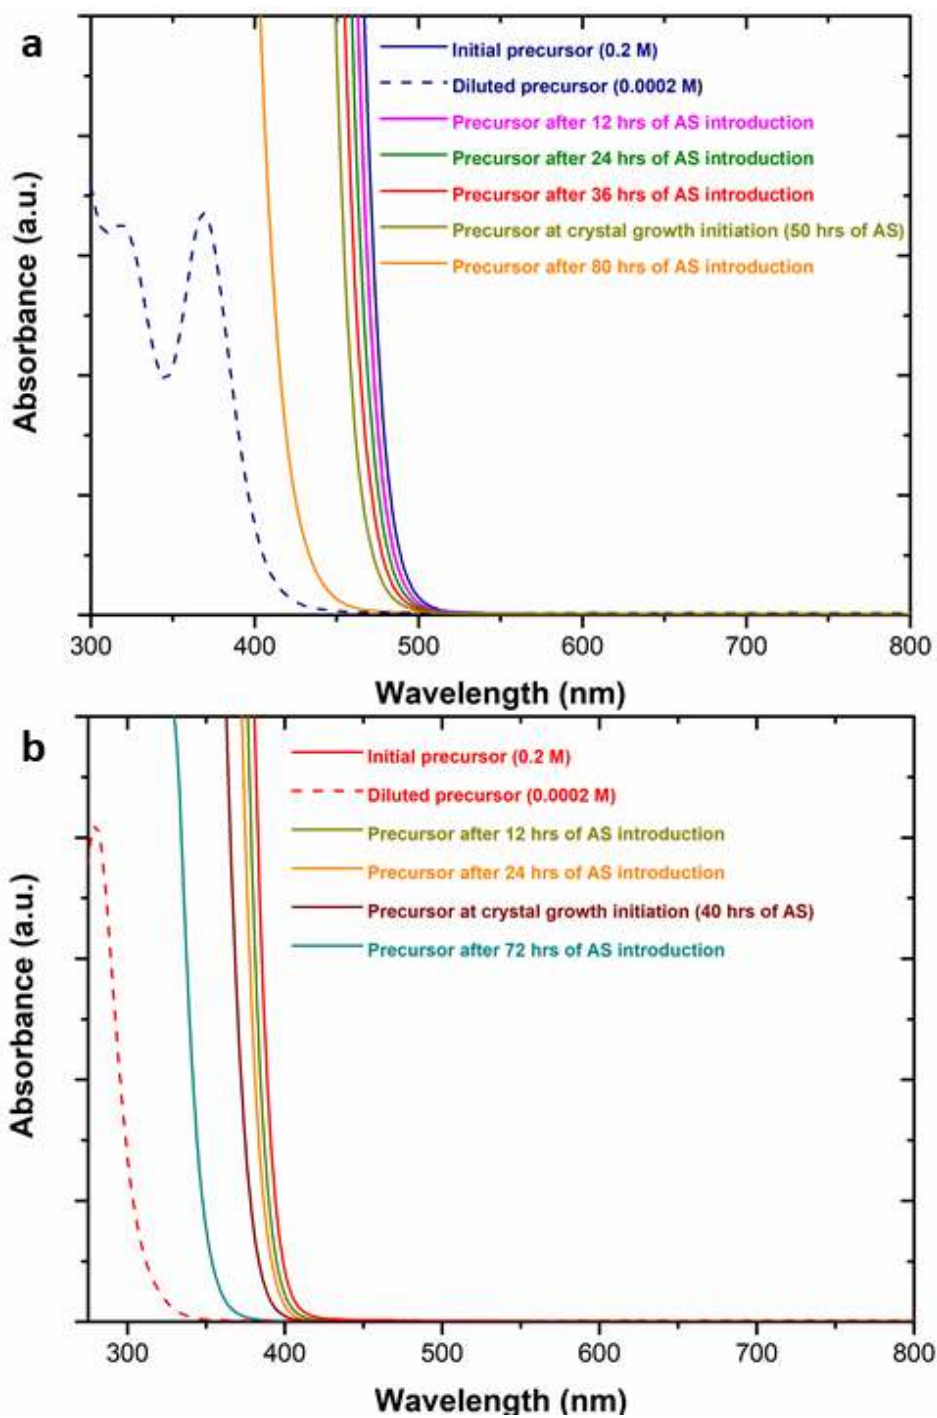 a
Initial precursor (0.2 M)
Diluted precursor (0.0002 M)
Precursor after 12 hrs of AS introduction
Precursor after 24 hrs of AS introduction
Precursor after 36 hrs of AS introduction
Precursor at crystal growth initiation (50 hrs of AS)
Precursor after 80 hrs of AS introduction
Absorbance (a.u.)
300 400 500 600 700 800
Wavelength (nm)
b
Initial precursor (0.2 M)
Diluted precursor (0.0002 M)
Precursor after 12 hrs of AS introduction
Precursor after 24 hrs of AS introduction
Precursor at crystal growth initiation (40 hrs of AS)
Precursor after 72 hrs of AS introduction
Absorbance (a.u.)
300 400 500 600 700 800
Wavelength (nm)